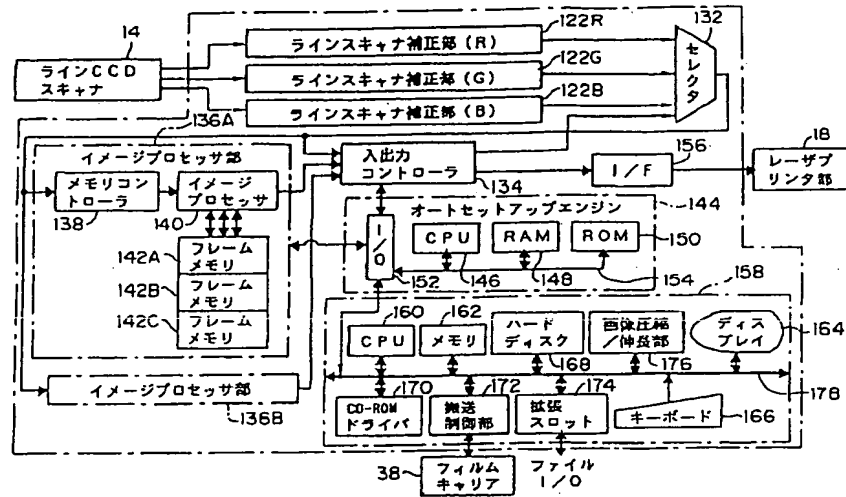 14
ラインCCD
スキャナ
122R
ラインスキャナ補正部(R)
122G
ラインスキャナ補正部(G)
122B
ラインスキャナ補正部(B)
132
セレクタ
136A
イメージプロセッサ部
メモリコン
トローラ
138
イメージ
プロセッサ
140
142A
フレーム
メモリ
142B
フレーム
メモリ
142C
フレーム
メモリ
イメージプロセッサ部
136B
入出力
コントローラ
134
I/F
156
18
レーザプ
リンタ部
144
オートセットアップエンジン
I/O
152
CPU
146
RAM
148
ROM
150
154
158
160
CPU
162
メモリ
ハード
ディスク
168
画像圧縮
/伸長部
176
ディス
プレイ
164
178
170
CD-ROM
ドライバ
172
搬送
制御部
174
拡張
スロット
キーボード
166
38
フィルム
キャリア
ファイル
I/O